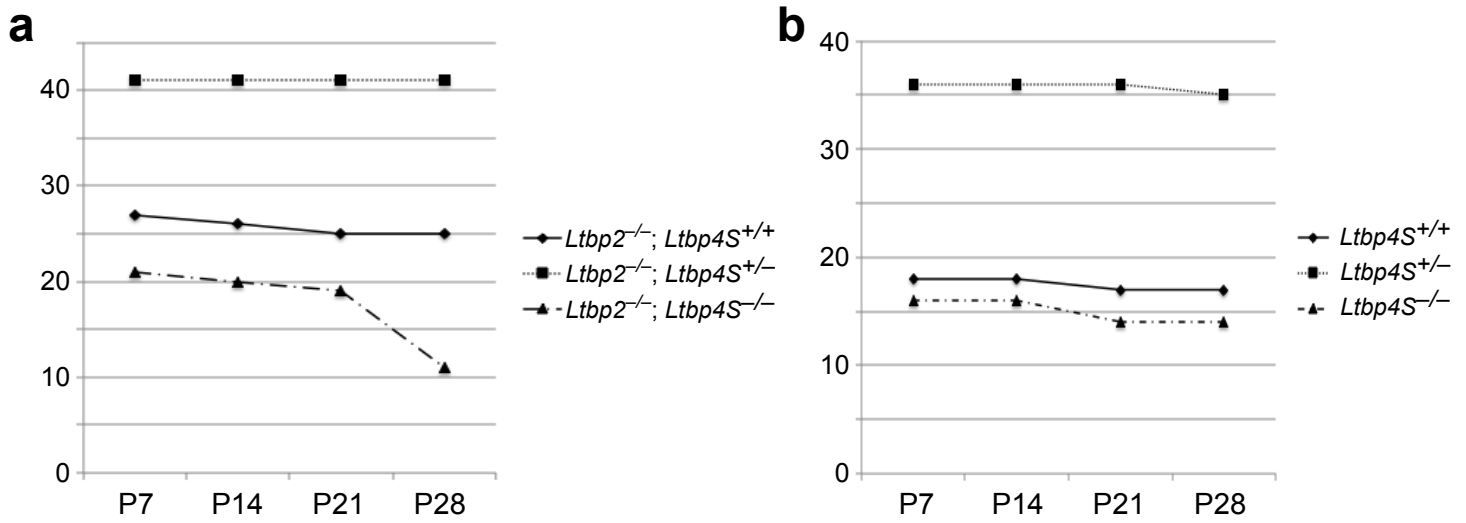 a
40
30
20
10
0
P7 P14 P21 P28
Ltbp2–/–; Ltbp4S+/+
Ltbp2–/–; Ltbp4S+/–
Ltbp2–/–; Ltbp4S–/–
b
40
30
20
10
0
P7 P14 P21 P28
Ltbp4S+/+
Ltbp4S+/–
Ltbp4S–/–